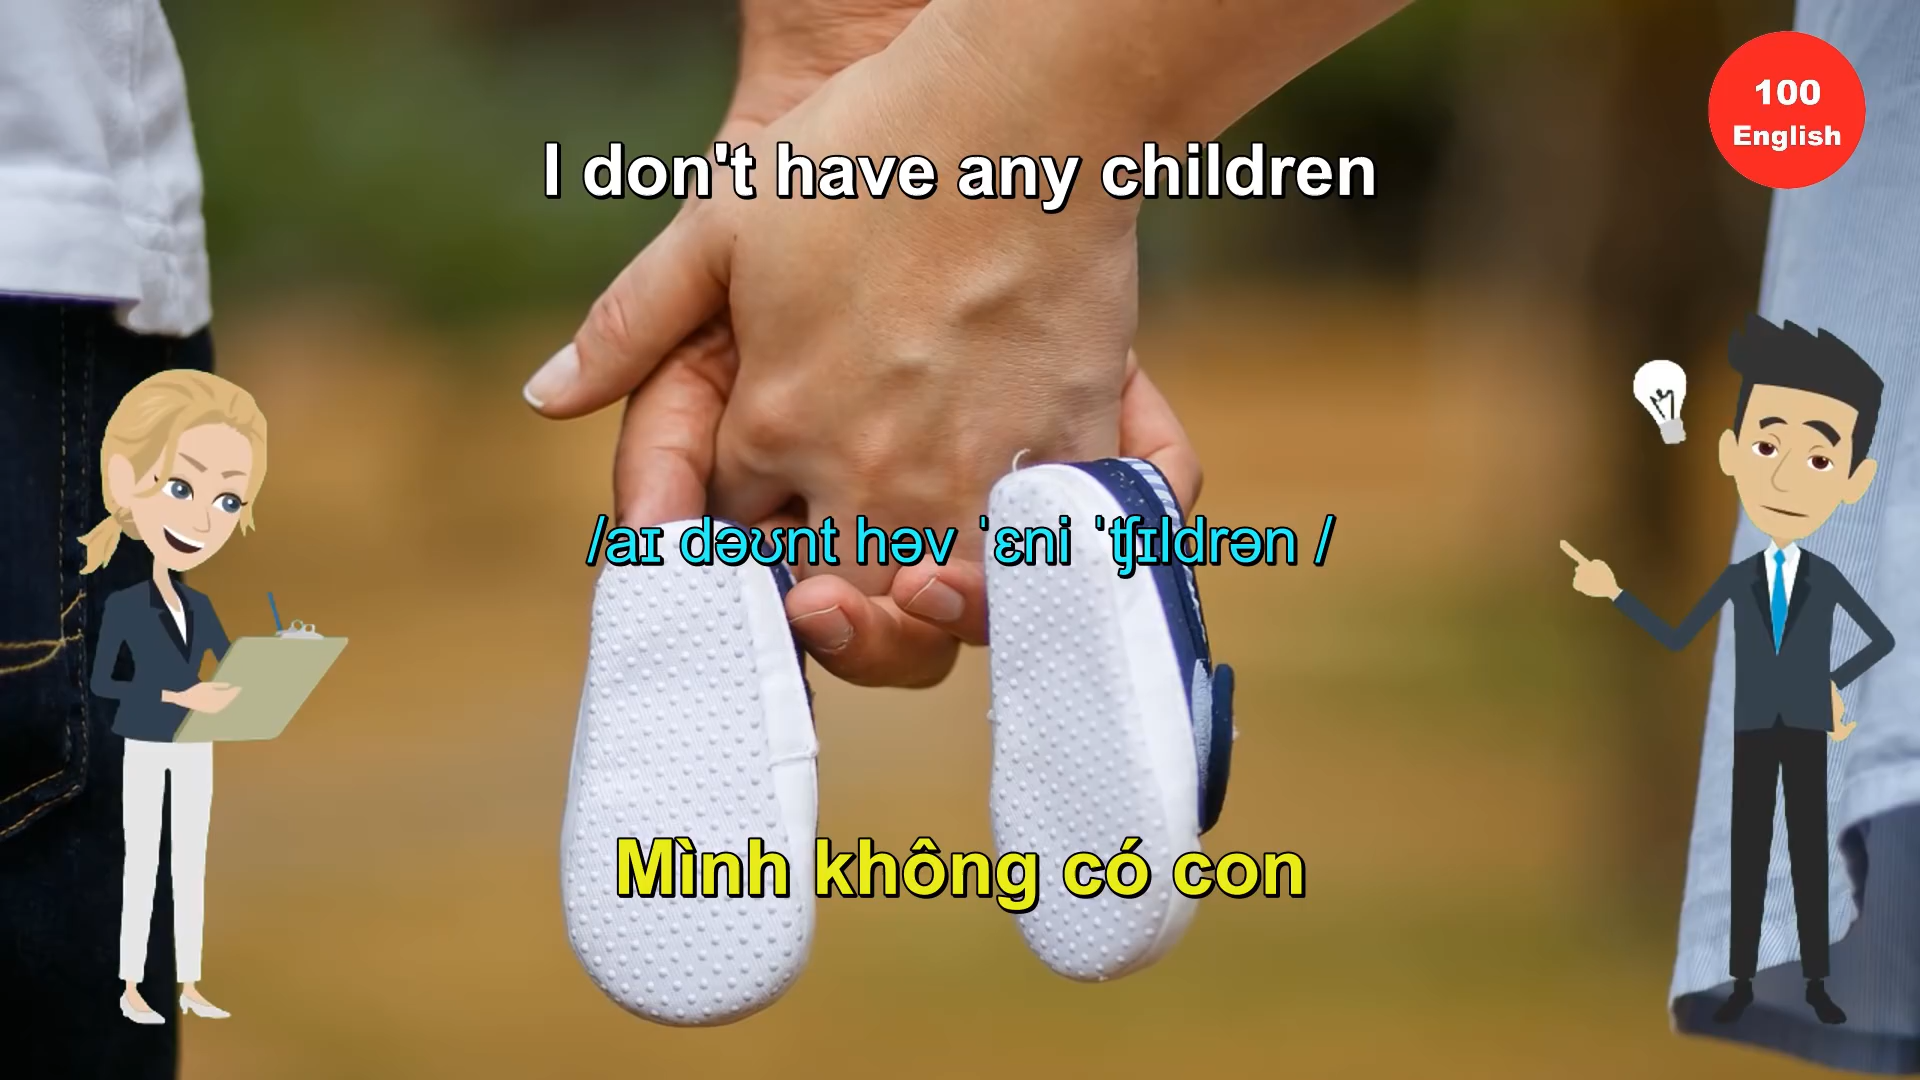 100
English
I don't have any children
/aɪ dəʊnt həv ˈɛni ˈʧɪldrən /
Mình không có con